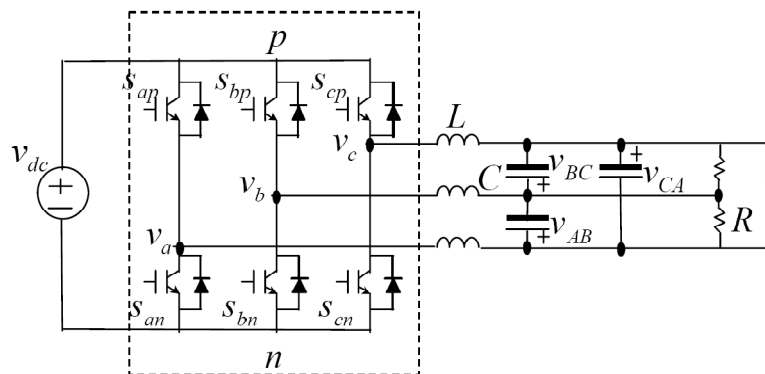 p
s_ap s_bp s_cp
L
v_c
v_dc
+
−
C
v_BC
+
+
v_CA
v_b
v_a
v_AB
+
R
s_an s_bn s_cn
n